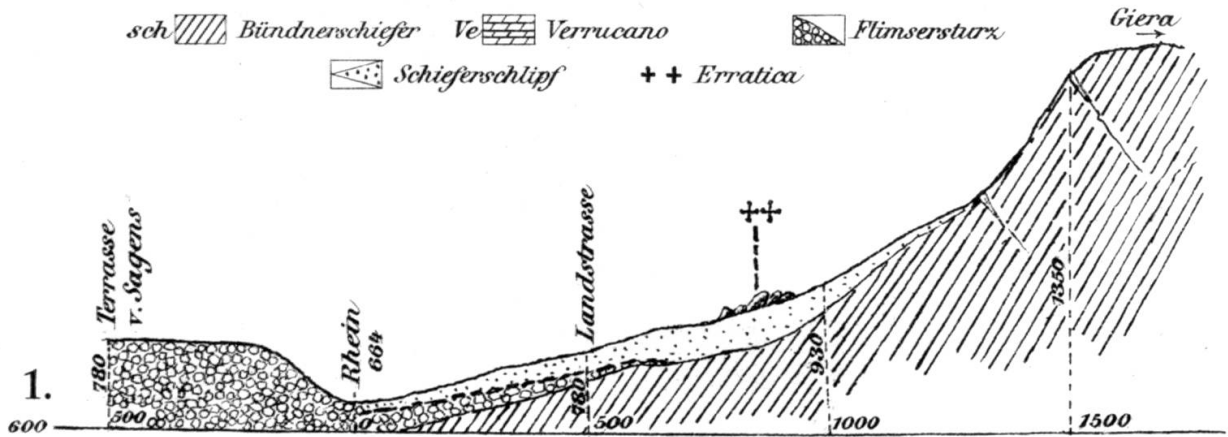 sch Bündnerschiefer Ve Verrucano Flimsersturz
Schieferschlipf ++ Erratica
Giera
Terrasse
v. Sagens
780
Rhein
664
Landstrasse
780
930
1350
1.
600
500 0 500 1000 1500